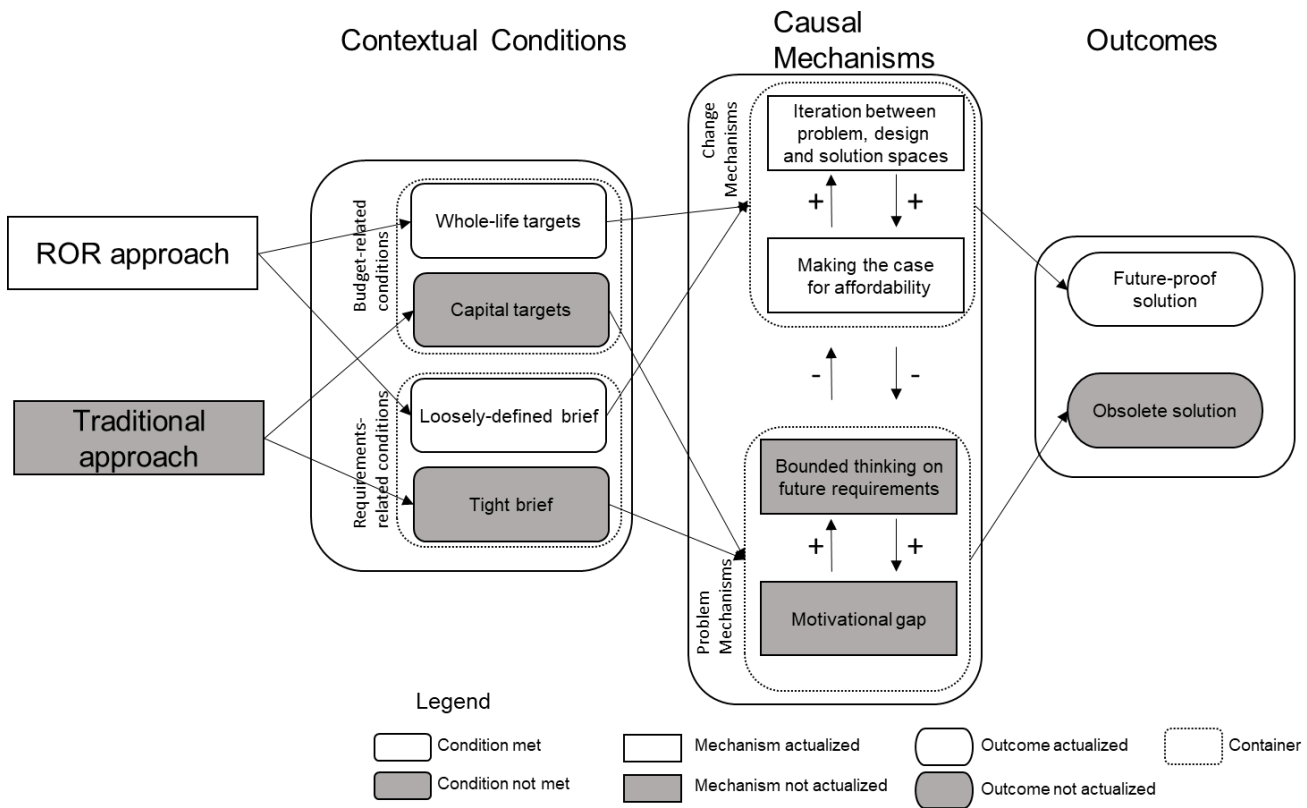 Contextual Conditions
Causal
Mechanisms
Outcomes
ROR approach
Traditional
approach
Budget-related
conditions
Whole-life targets
Capital targets
Requirements-
related conditions
Loosely-defined brief
Tight brief
Change
Mechanisms
Iteration between
problem, design
and solution spaces
+
+
Making the case
for affordability
-
-
Problem
Mechanisms
Bounded thinking on
future requirements
+
+
Motivational gap
Future-proof
solution
Obsolete solution
Legend
Condition met
Mechanism actualized
Outcome actualized
Container
Condition not met
Mechanism not actualized
Outcome not actualized